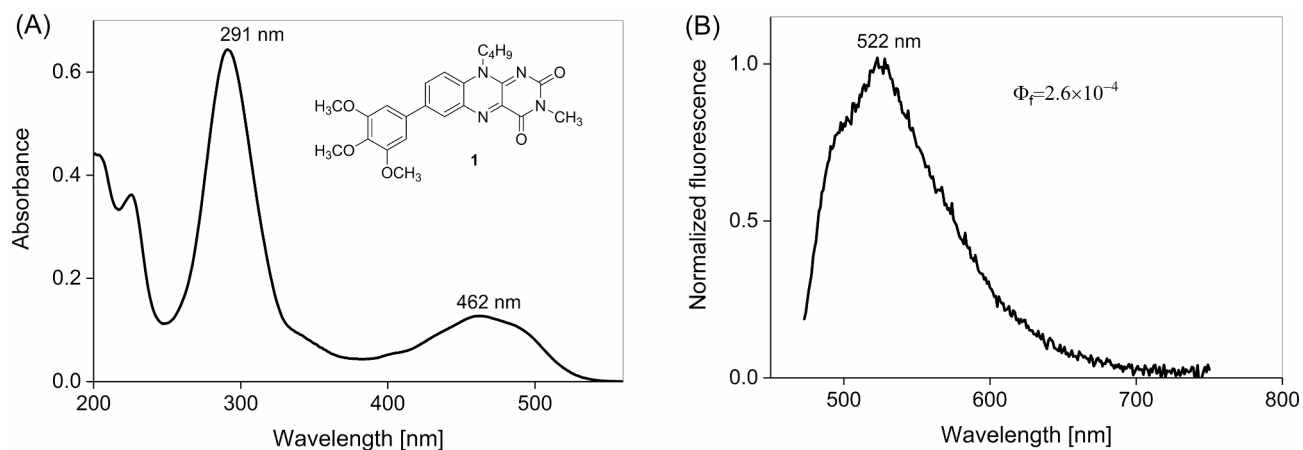 (A)
291 nm
462 nm
Absorbance
0.6
0.4
0.2
0.0
200
300
400
500
Wavelength [nm]
C₄H₉
N
N
O
N
CH₃
N
O
H₃CO
H₃CO
OCH₃
1
(B)
522 nm
Φf=2.6×10⁻⁴
Normalized fluorescence
1.0
0.5
0.0
500
600
700
800
Wavelength [nm]